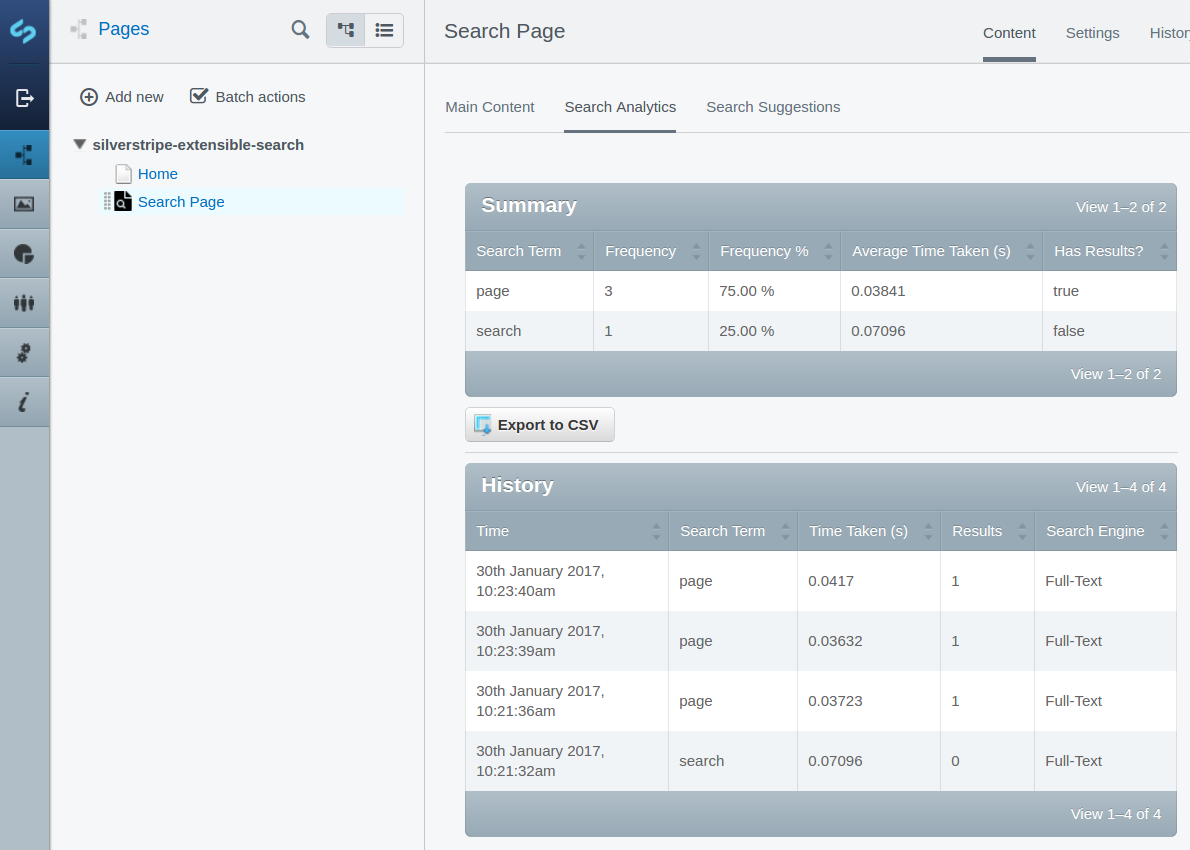 Pages
Search Page
Content
Settings
Histor
Add new
Batch actions
Main Content
Search Analytics
Search Suggestions
silverstripe-extensible-search
Home
Search Page
Summary
View 1–2 of 2
Search Term Frequency Frequency % Average Time Taken (s) Has Results?
page 3 75.00 % 0.03841 true
search 1 25.00 % 0.07096 false
View 1–2 of 2
Export to CSV
History
View 1–4 of 4
Time Search Term Time Taken (s) Results Search Engine
30th January 2017,
10:23:40am
page 0.0417 1 Full-Text
30th January 2017,
10:23:39am
page 0.03632 1 Full-Text
30th January 2017,
10:21:36am
page 0.03723 1 Full-Text
30th January 2017,
10:21:32am
search 0.07096 0 Full-Text
View 1–4 of 4